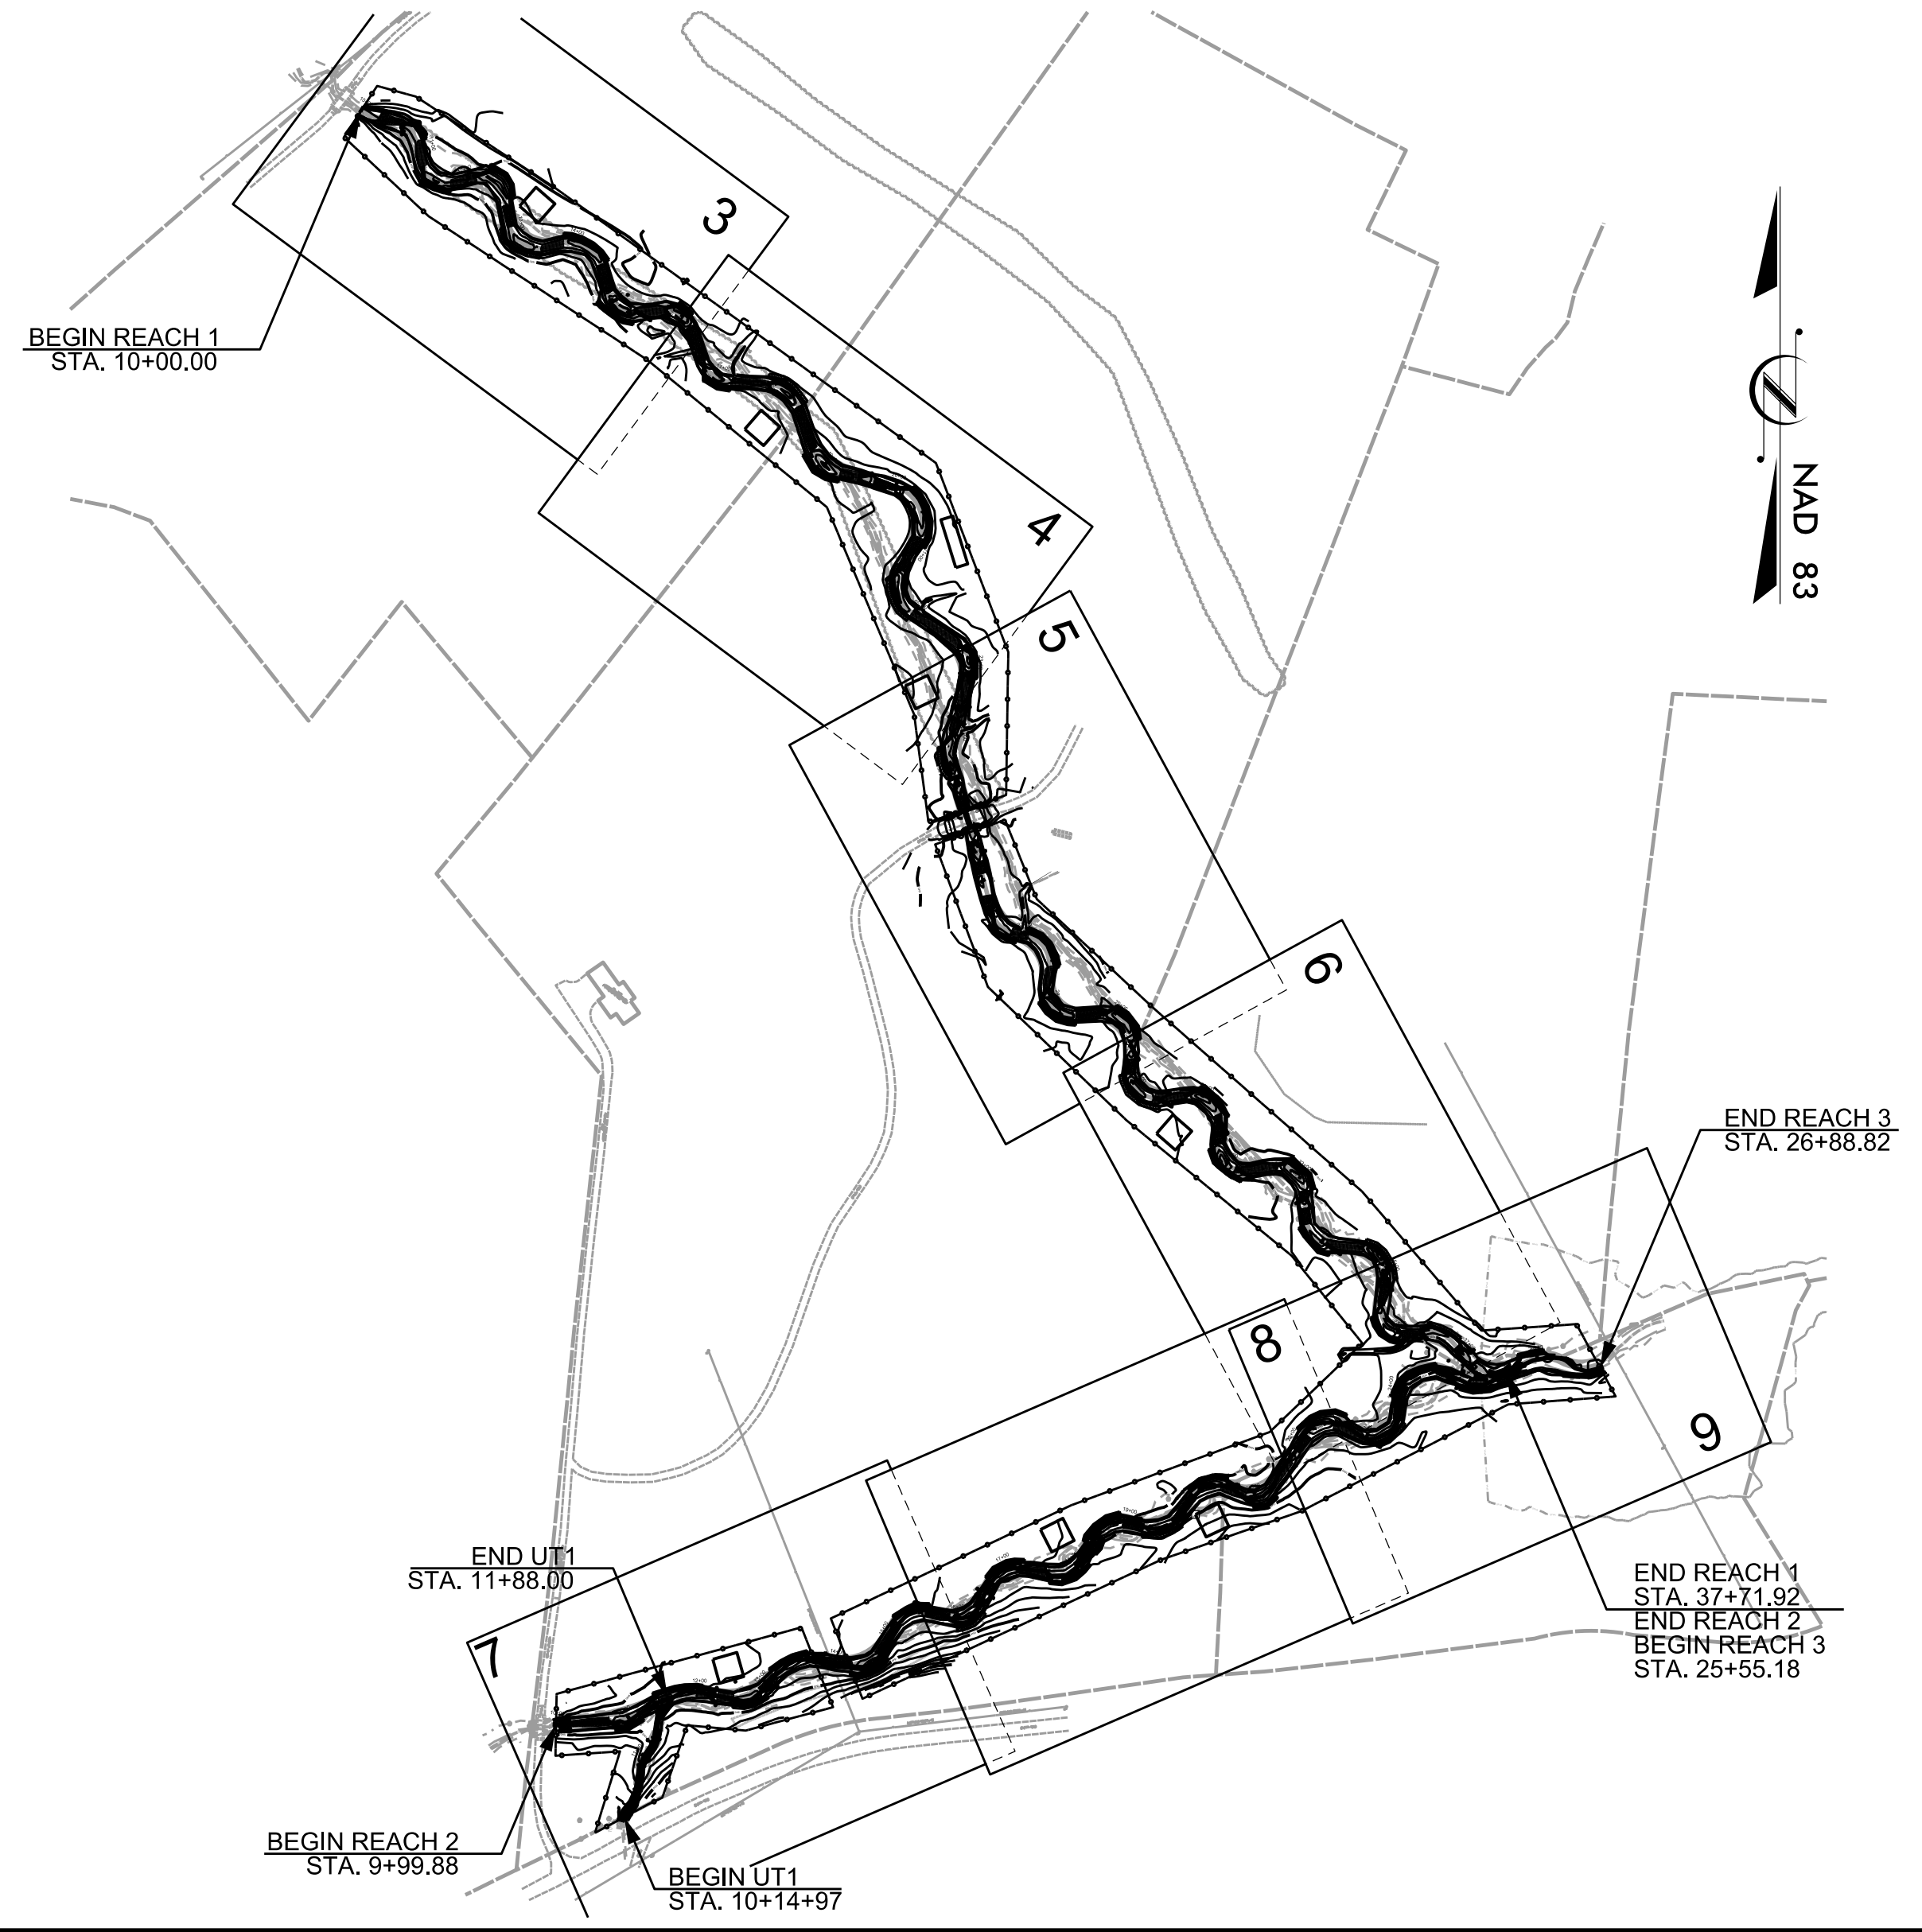 3
BEGIN REACH 1
STA. 10+00.00
4
NAD 83
5
6
END REACH 3
STA. 26+88.82
8
9
END UT1
STA. 11+88.00
END REACH 1
STA. 37+71.92
END REACH 2
BEGIN REACH 3
STA. 25+55.18
7
BEGIN REACH 2
STA. 9+99.88
BEGIN UT1
STA. 10+14+97